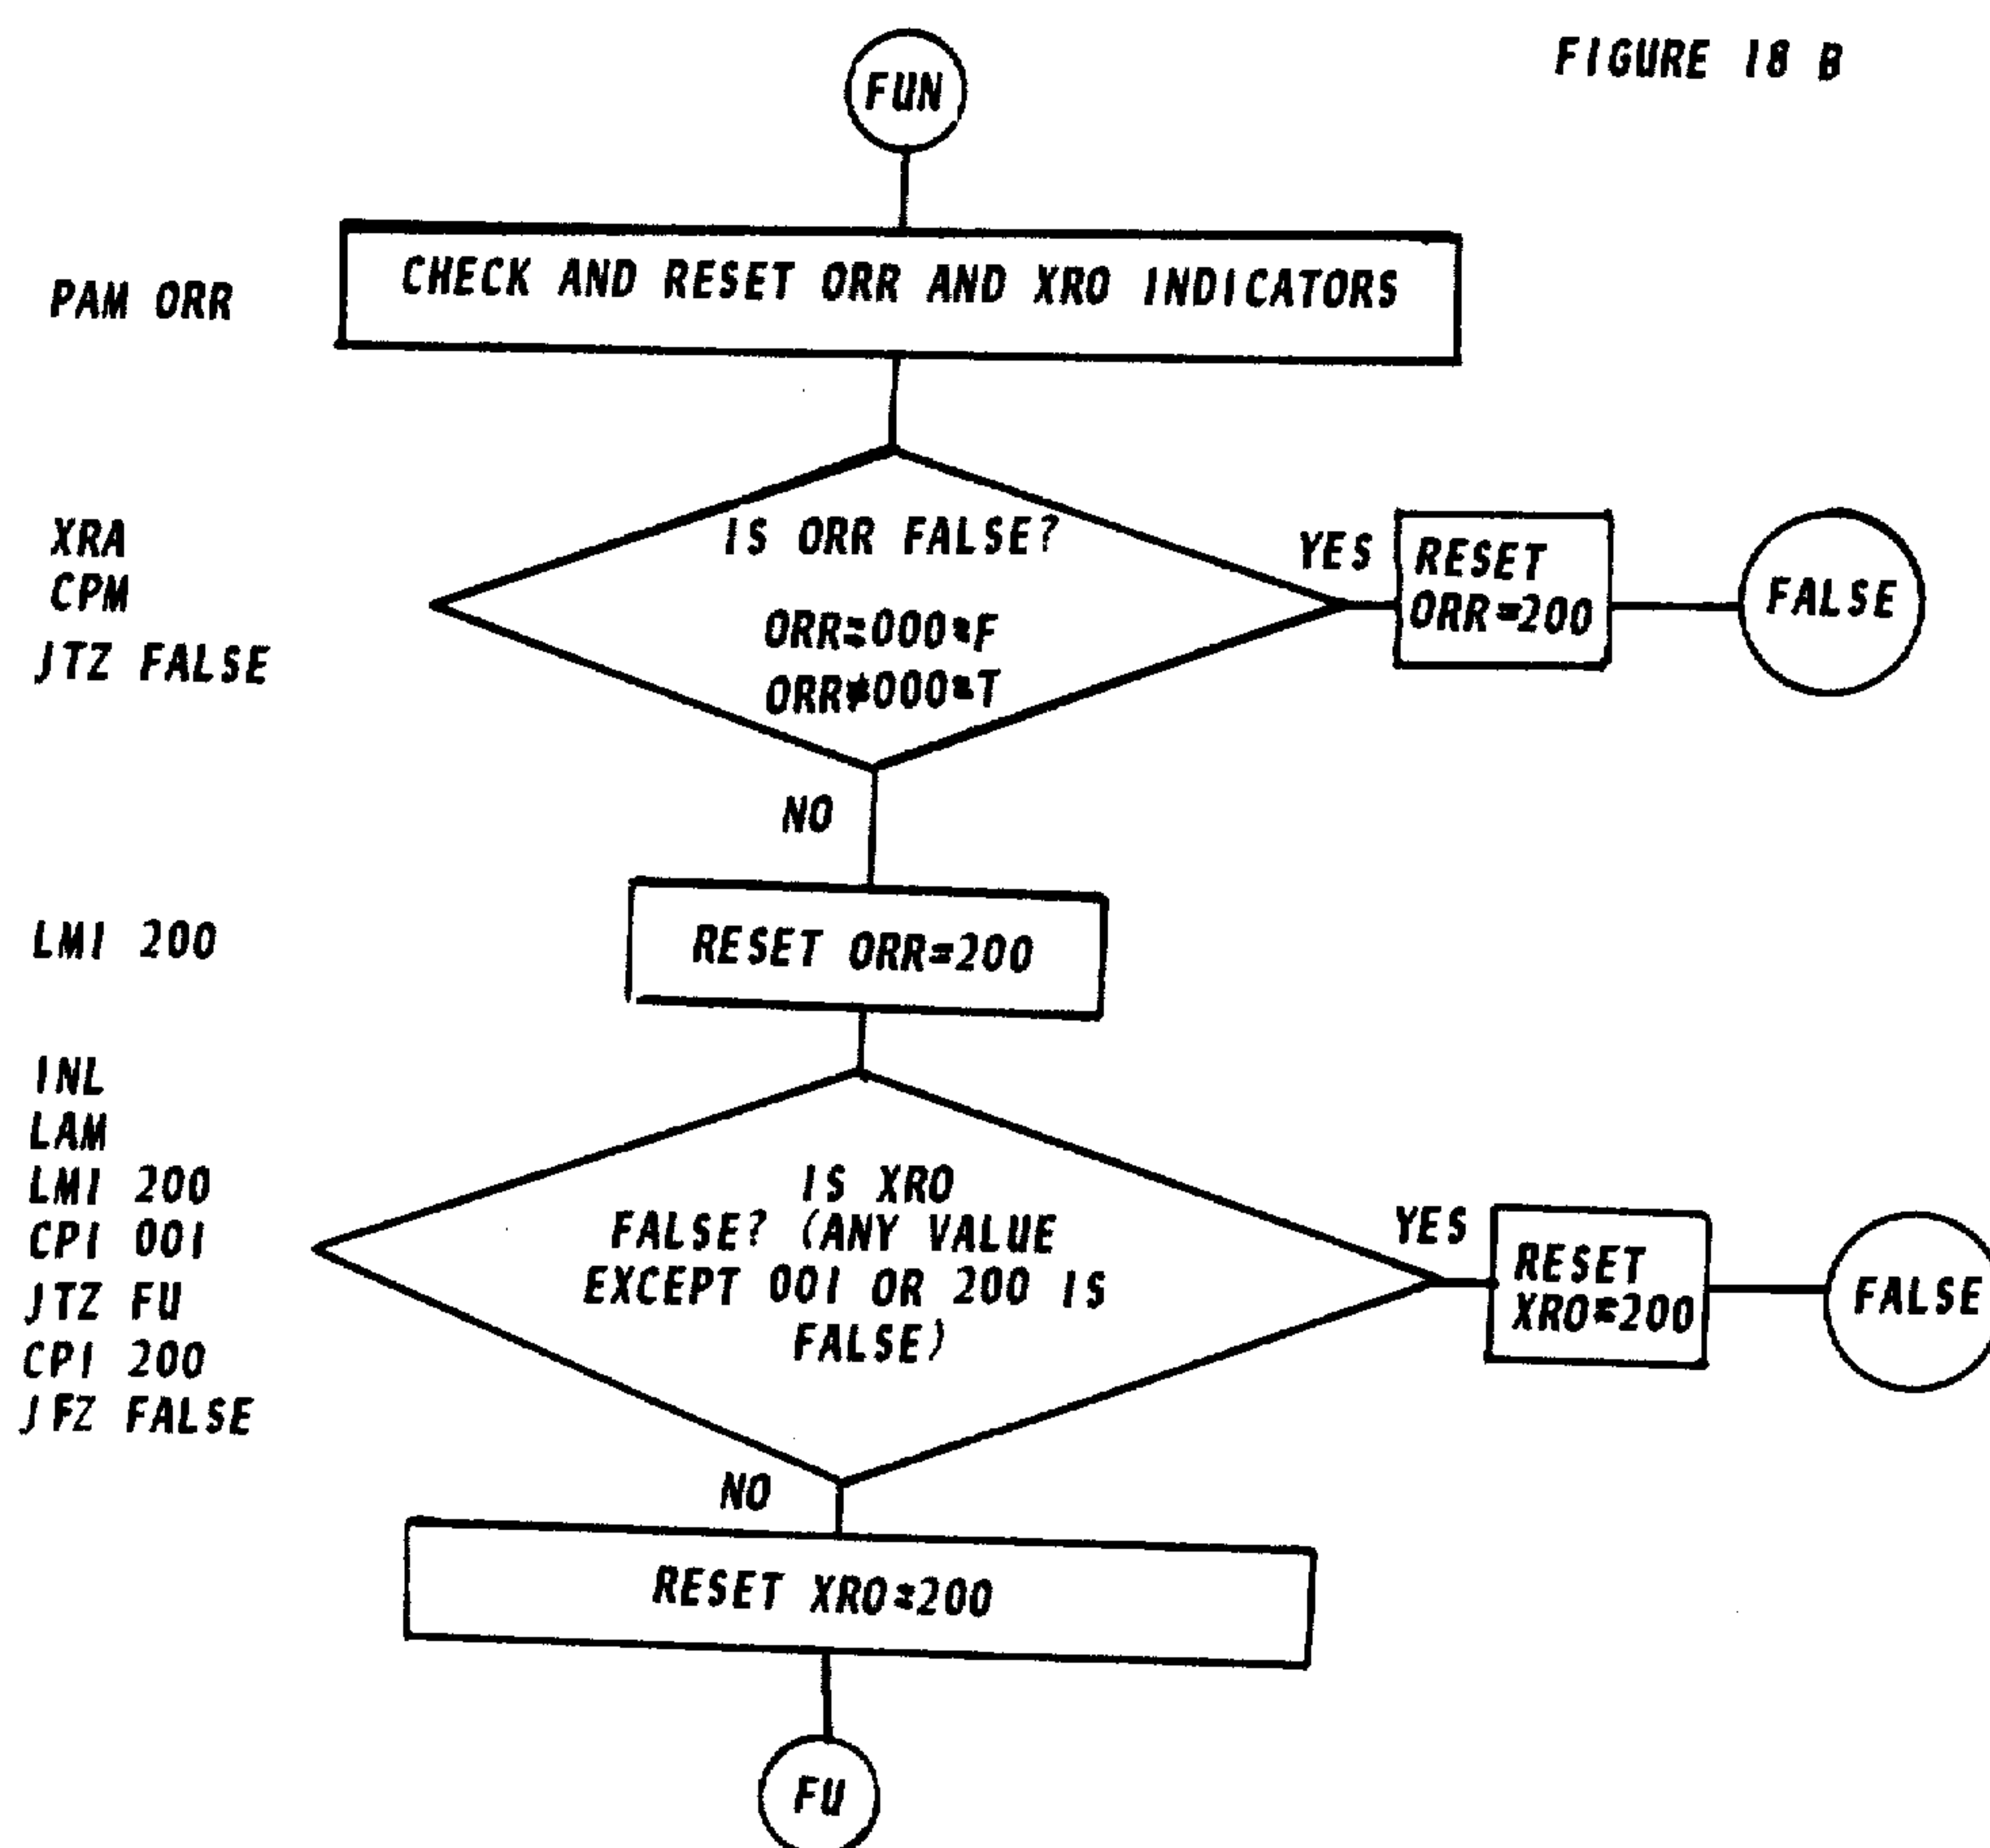 FIGURE 18 B
FUN
PAM ORR
CHECK AND RESET ORR AND XRO INDICATORS
XRA
CPM
JTZ FALSE
IS ORR FALSE?
ORR=000=F
ORR≠000=T
YES
RESET
ORR=200
FALSE
NO
LMI 200
RESET ORR=200
INL
LAM
LMI 200
CPI 001
JTZ FU
CPI 200
JFZ FALSE
IS XRO
FALSE? (ANY VALUE
EXCEPT 001 OR 200 IS
FALSE)
YES
RESET
XRO=200
FALSE
NO
RESET XRO=200
FU